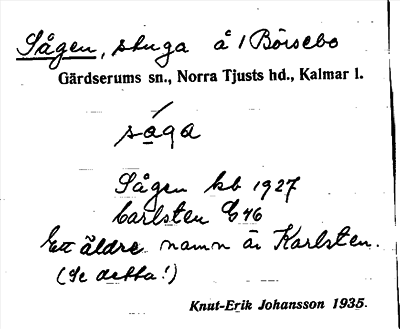 Sågen, stuga å 1 Börsebo
Gärdserums sn., Norra Tjusts hd., Kalmar l.
såga
Sågen kb 1927
Carlsten E 46
Ett äldre namn är Karlsten.
(Se detta!)
Knut-Erik Johansson 1935.